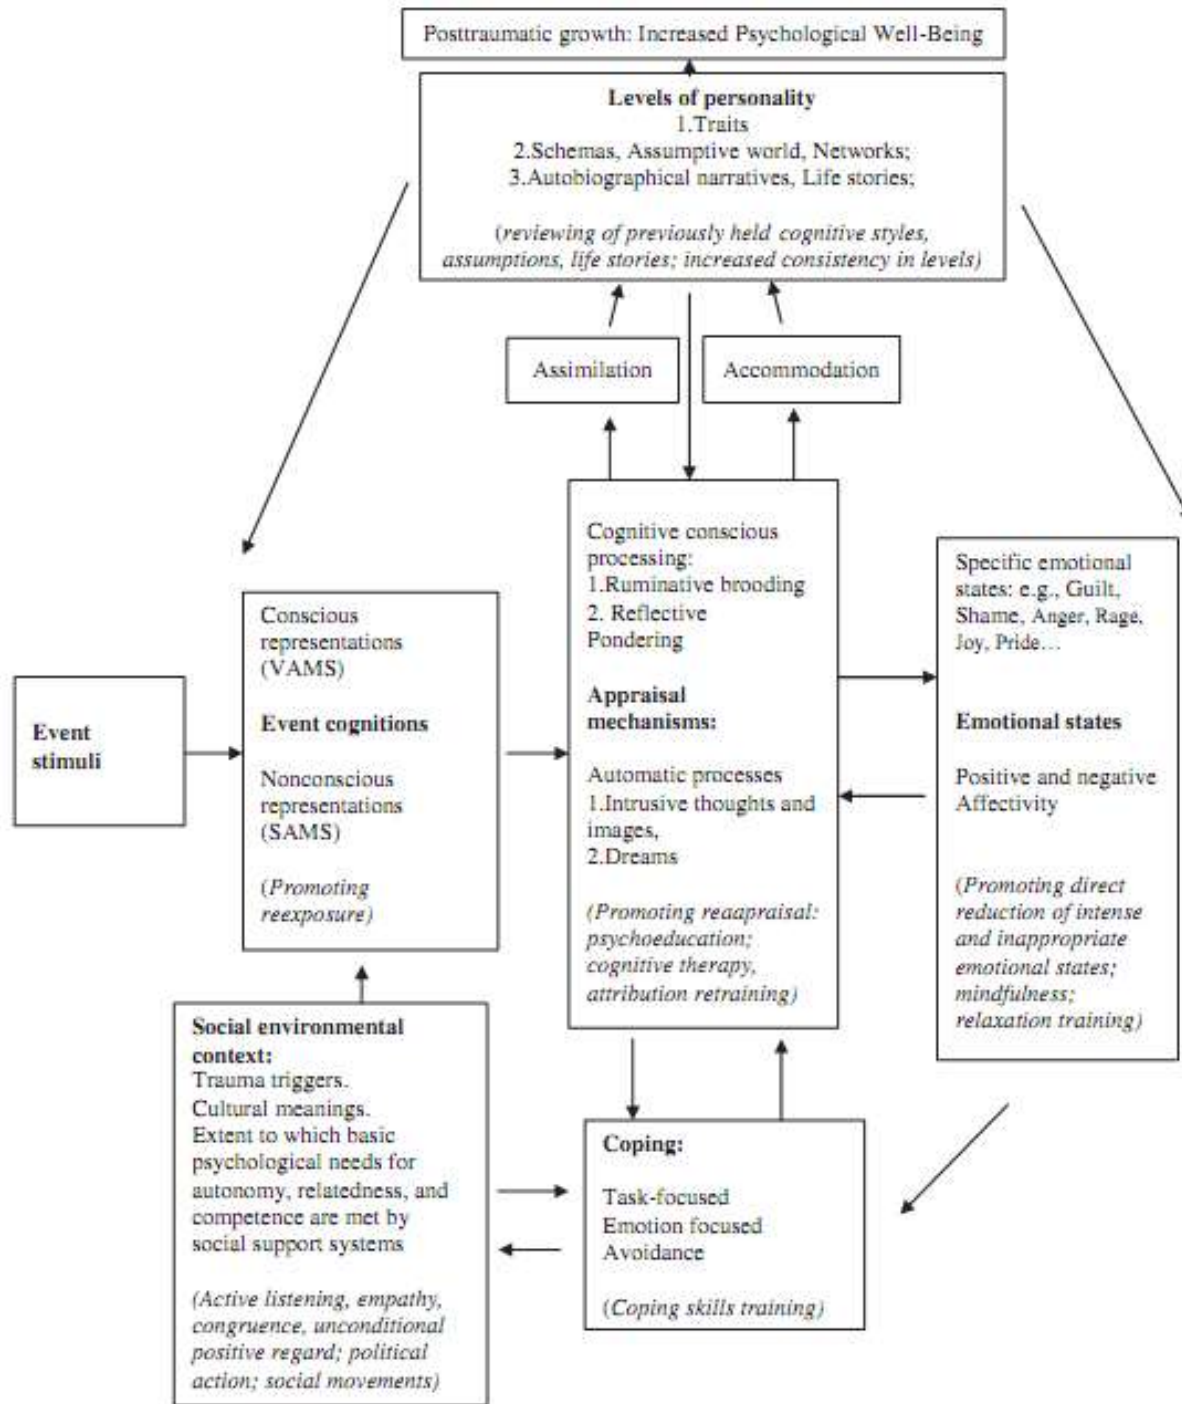 Posttraumatic growth: Increased Psychological Well-Being
Levels of personality
1.Traits
2.Schemas, Assumptive world, Networks;
3.Autobiographical narratives, Life stories;
(reviewing of previously held cognitive styles,
assumptions, life stories; increased consistency in levels)
Assimilation
Accommodation
Event
stimuli
Conscious
representations
(VAMS)
Event cognitions
Nonconscious
representations
(SAMS)
(Promoting
reexposure)
Cognitive conscious
processing:
1.Ruminative brooding
2. Reflective
Pondering
Appraisal
mechanisms:
Automatic processes
1.Intrusive thoughts and
images,
2.Dreams
(Promoting reaapraisal:
psychoeducation;
cognitive therapy,
attribution retraining)
Specific emotional
states: e.g., Guilt,
Shame, Anger, Rage,
Joy, Pride…
Emotional states
Positive and negative
Affectivity
(Promoting direct
reduction of intense
and inappropriate
emotional states;
mindfulness;
relaxation training)
Social environmental
context:
Trauma triggers.
Cultural meanings.
Extent to which basic
psychological needs for
autonomy, relatedness, and
competence are met by
social support systems
(Active listening, empathy,
congruence, unconditional
positive regard; political
action; social movements)
Coping:
Task-focused
Emotion focused
Avoidance
(Coping skills training)